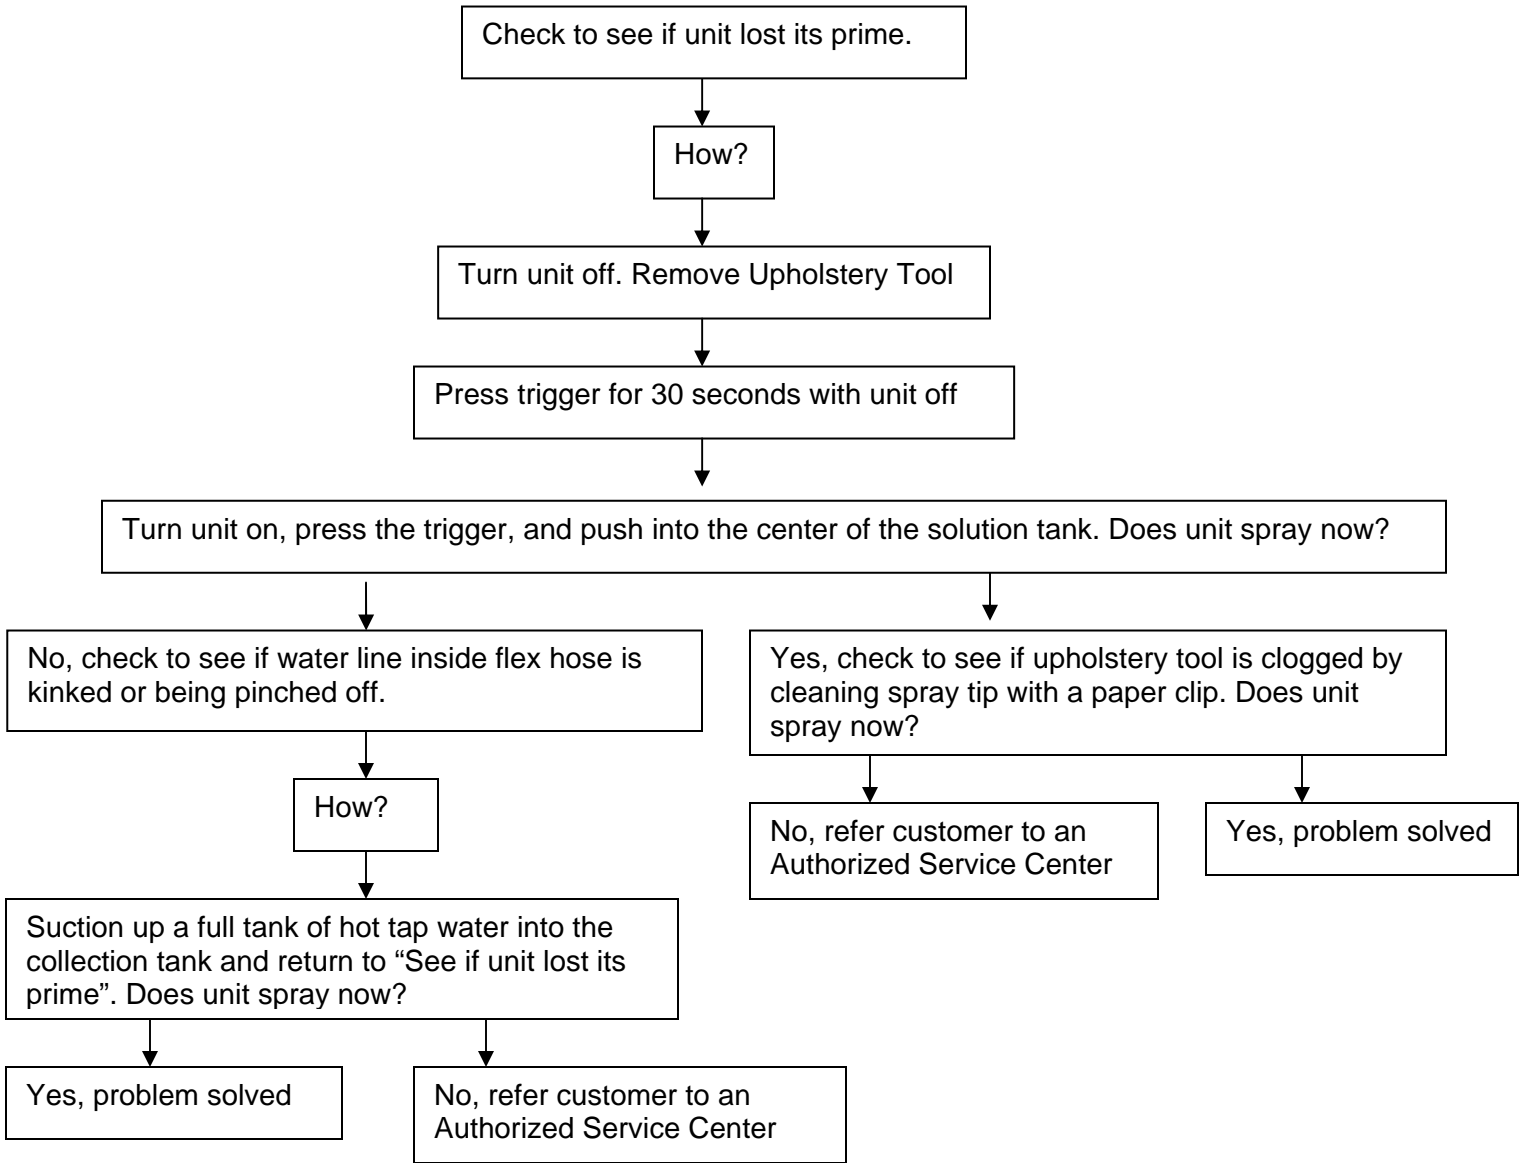 Check to see if unit lost its prime.
How?
Turn unit off. Remove Upholstery Tool
Press trigger for 30 seconds with unit off
Turn unit on, press the trigger, and push into the center of the solution tank. Does unit spray now?
No, check to see if water line inside flex hose is
kinked or being pinched off.
Yes, check to see if upholstery tool is clogged by
cleaning spray tip with a paper clip. Does unit
spray now?
How?
No, refer customer to an
Authorized Service Center
Yes, problem solved
Suction up a full tank of hot tap water into the
collection tank and return to “See if unit lost its
prime”. Does unit spray now?
Yes, problem solved
No, refer customer to an
Authorized Service Center